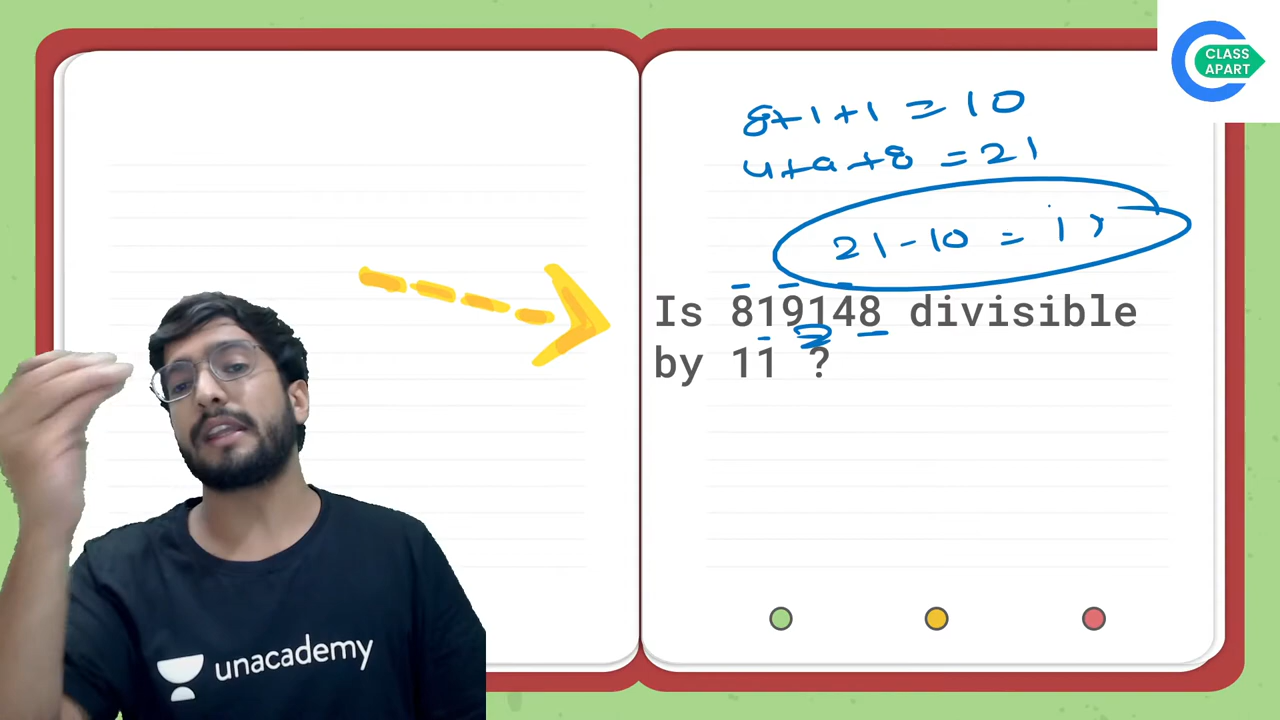 CLASS
APART
8+1+1 = 10
4+9+8 = 21
21-10 = 11
Is 819148 divisible
by 11 ?
unacademy